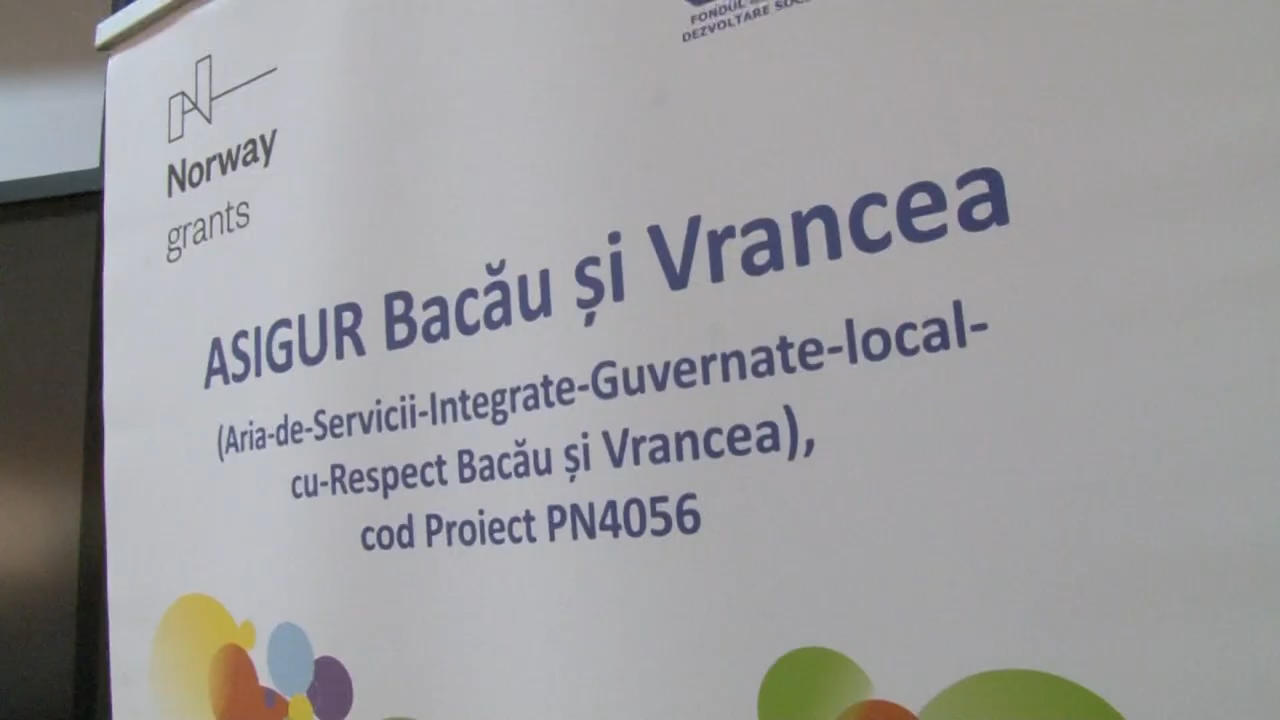 FONDUL
DEZVOLTARE
Norway
grants
ASIGUR Bacău și Vrancea
(Aria-de-Servicii-Integrate-Guvernate-local-
cu-Respect Bacău și Vrancea),
cod Proiect PN4056